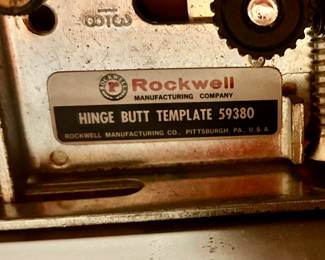 Rockwell
MANUFACTURING COMPANY
HINGE BUTT TEMPLATE 59380
ROCKWELL MANUFACTURING CO., PITTSBURGH, PA., U.S.A.